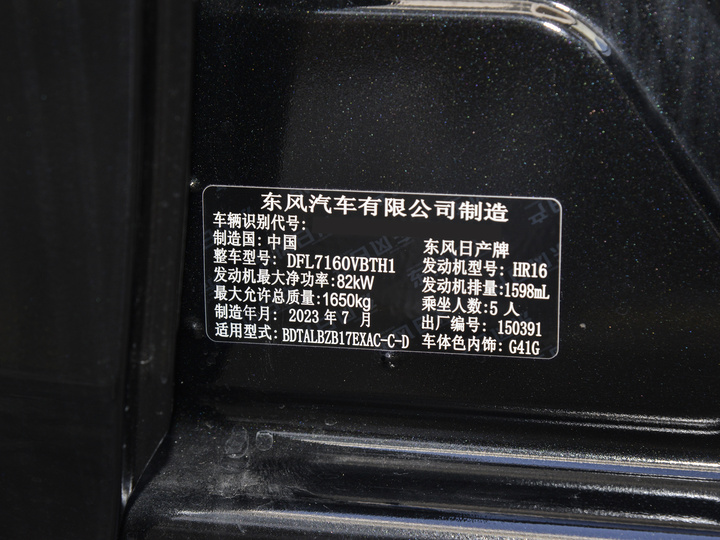 东风汽车有限公司制造
车辆识别代号:
制造国: 中国 东风日产牌
整车型号: DFL7160VBTH1 发动机型号: HR16
发动机最大净功率:82kW 发动机排量:1598mL
最大允许总质量:1650kg 乘坐人数:5 人
制造年月: 2023 年 7 月 出厂编号: 150391
适用型式:BDTALBZB17EXAC-C-D 车体色内饰: G41G